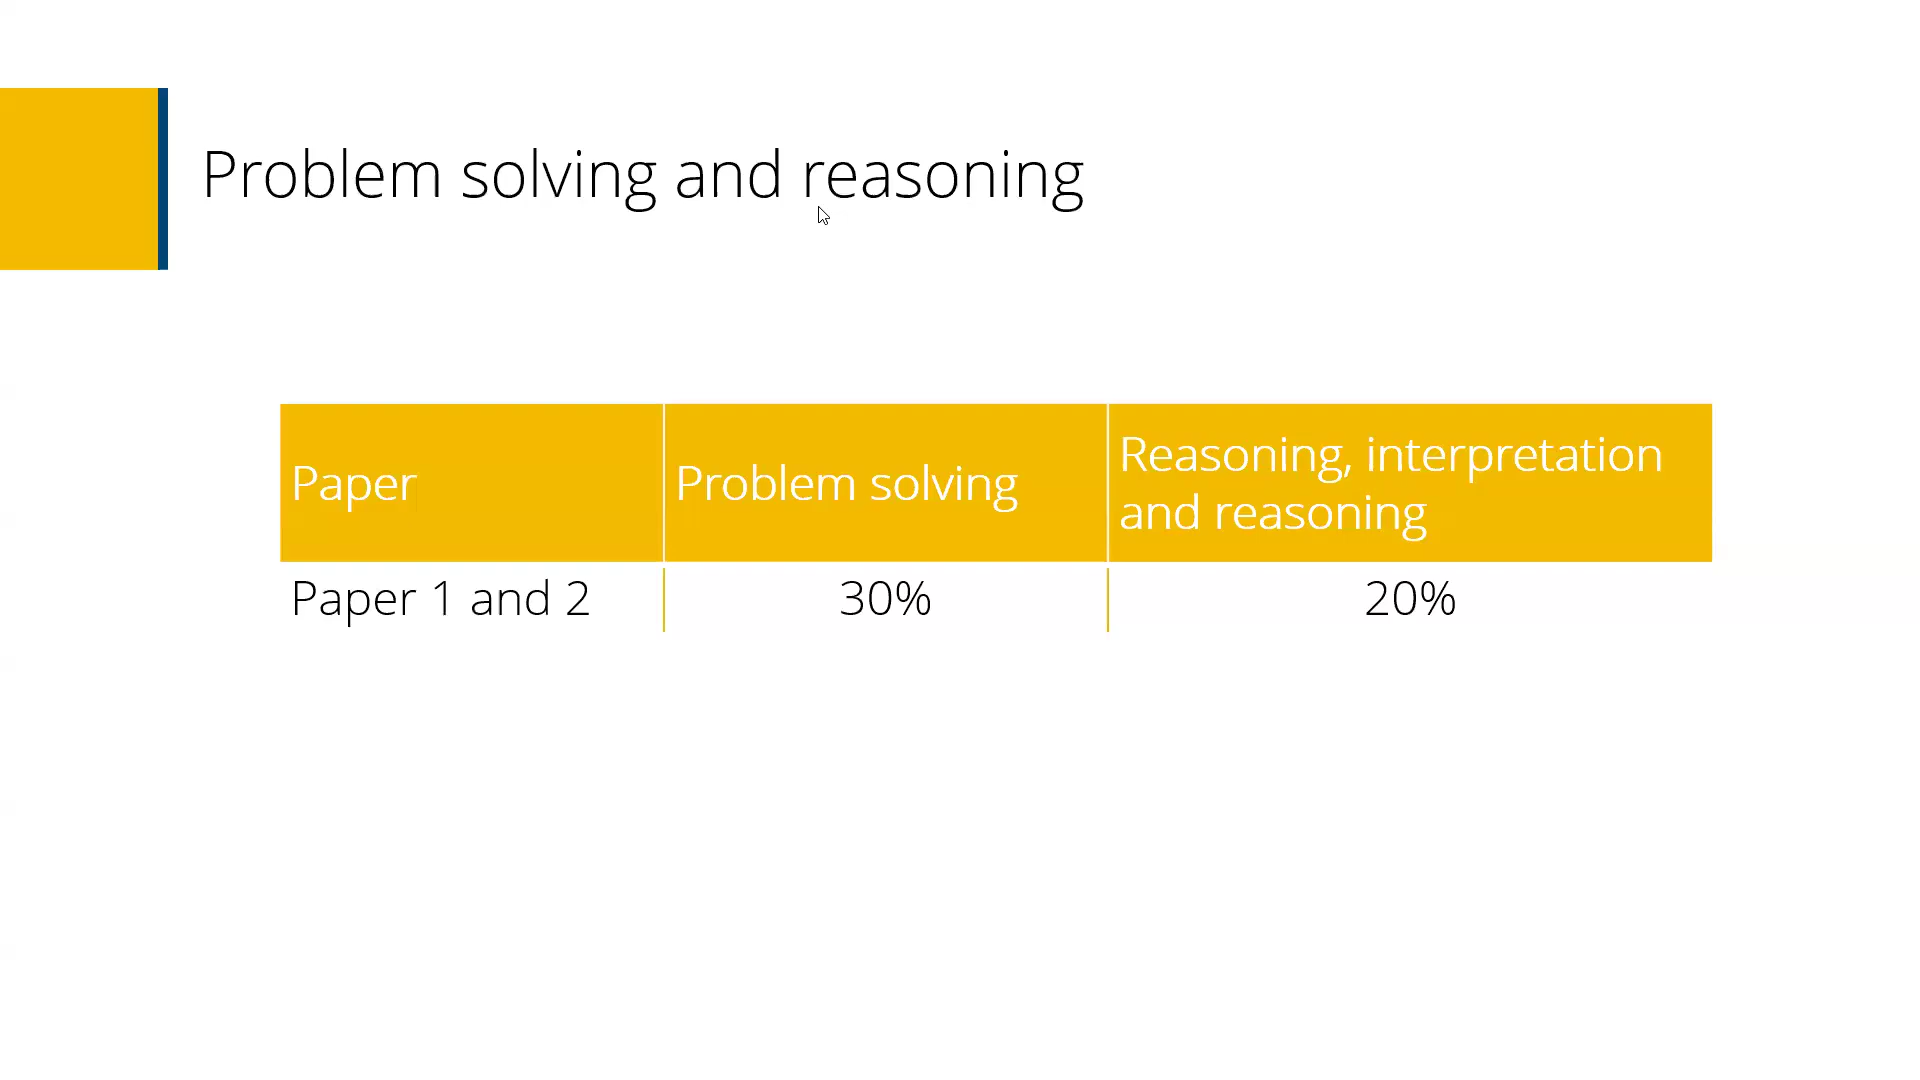 Problem solving and reasoning
Paper
Problem solving
Reasoning, interpretation
and reasoning
Paper 1 and 2
30%
20%